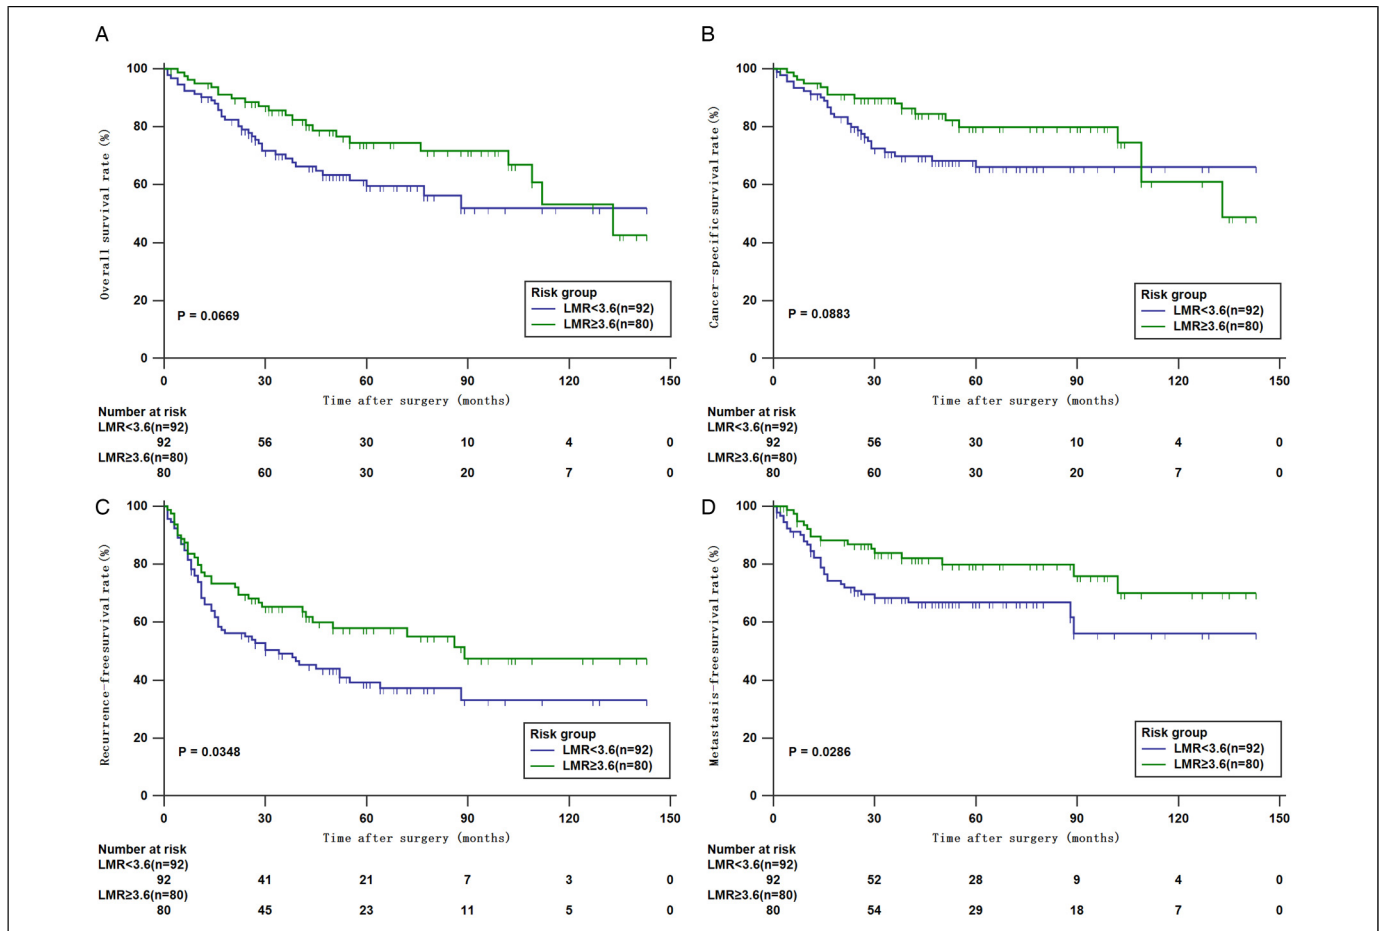 A
100
80
60
40
20
0
Overall survival rate (%)
P = 0.0669
Risk group
LMR<3.6(n=92)
LMR≥3.6(n=80)
0 30 60 90 120 150
Time after surgery (months)
Number at risk
LMR<3.6(n=92)
92 56 30 10 4 0
LMR≥3.6(n=80)
80 60 30 20 7 0
B
100
80
60
40
20
0
Cancer-specific survival rate (%)
P = 0.0883
Risk group
LMR<3.6(n=92)
LMR≥3.6(n=80)
0 30 60 90 120 150
Time after surgery (months)
Number at risk
LMR<3.6(n=92)
92 56 30 10 4 0
LMR≥3.6(n=80)
80 60 30 20 7 0
C
100
80
60
40
20
0
Recurrence-free survival rate (%)
P = 0.0348
Risk group
LMR<3.6(n=92)
LMR≥3.6(n=80)
0 30 60 90 120 150
Time after surgery (months)
Number at risk
LMR<3.6(n=92)
92 41 21 7 3 0
LMR≥3.6(n=80)
80 45 23 11 5 0
D
100
80
60
40
20
0
Metastasis-free survival rate (%)
P = 0.0286
Risk group
LMR<3.6(n=92)
LMR≥3.6(n=80)
0 30 60 90 120 150
Time after surgery (months)
Number at risk
LMR<3.6(n=92)
92 52 28 9 4 0
LMR≥3.6(n=80)
80 54 29 18 7 0